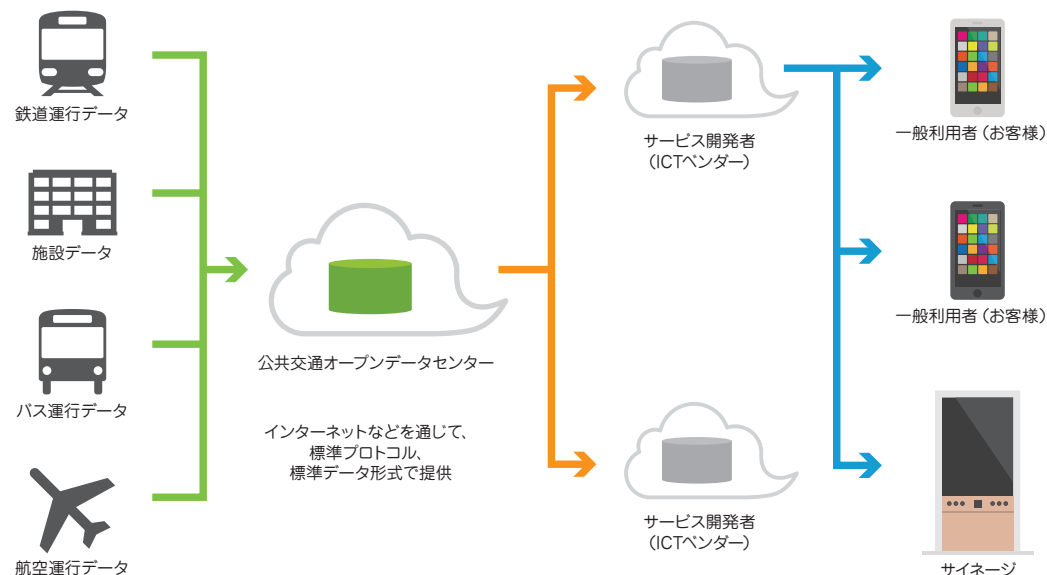 鉄道運行データ
施設データ
バス運行データ
航空運行データ
公共交通オープンデータセンター
インターネットなどを通じて、
標準プロトコル、
標準データ形式で提供
サービス開発者
（ICTベンダー）
サービス開発者
（ICTベンダー）
一般利用者（お客様）
一般利用者（お客様）
サイネージ